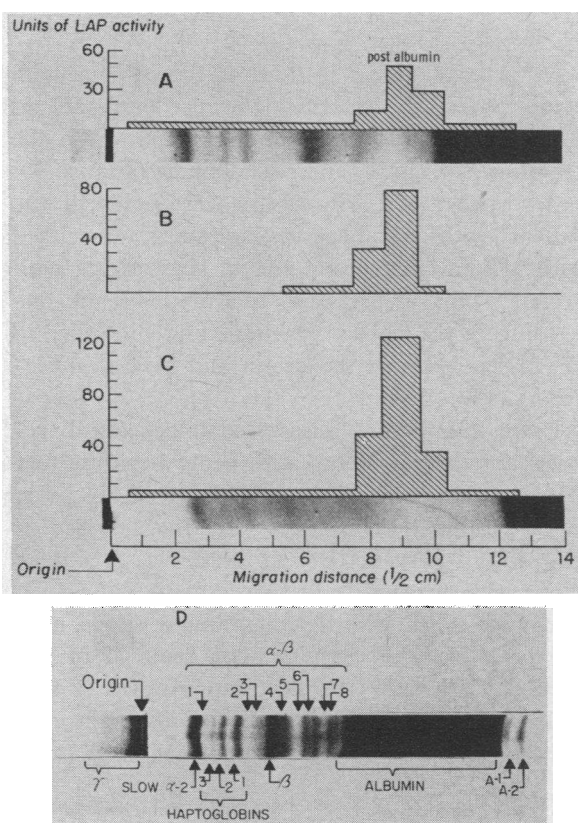 Units of LAP activity
60
30
A
post albumin
80
40
B
120
80
40
C
Origin
2 4 6 8 10 12 14
Migration distance (1/2 cm)
D
α-β
Origin
1 2 3 4 5 6 7 8
γ
SLOW α-2 3 2 1 β ALBUMIN A-1 A-2
HAPTOGLOBINS